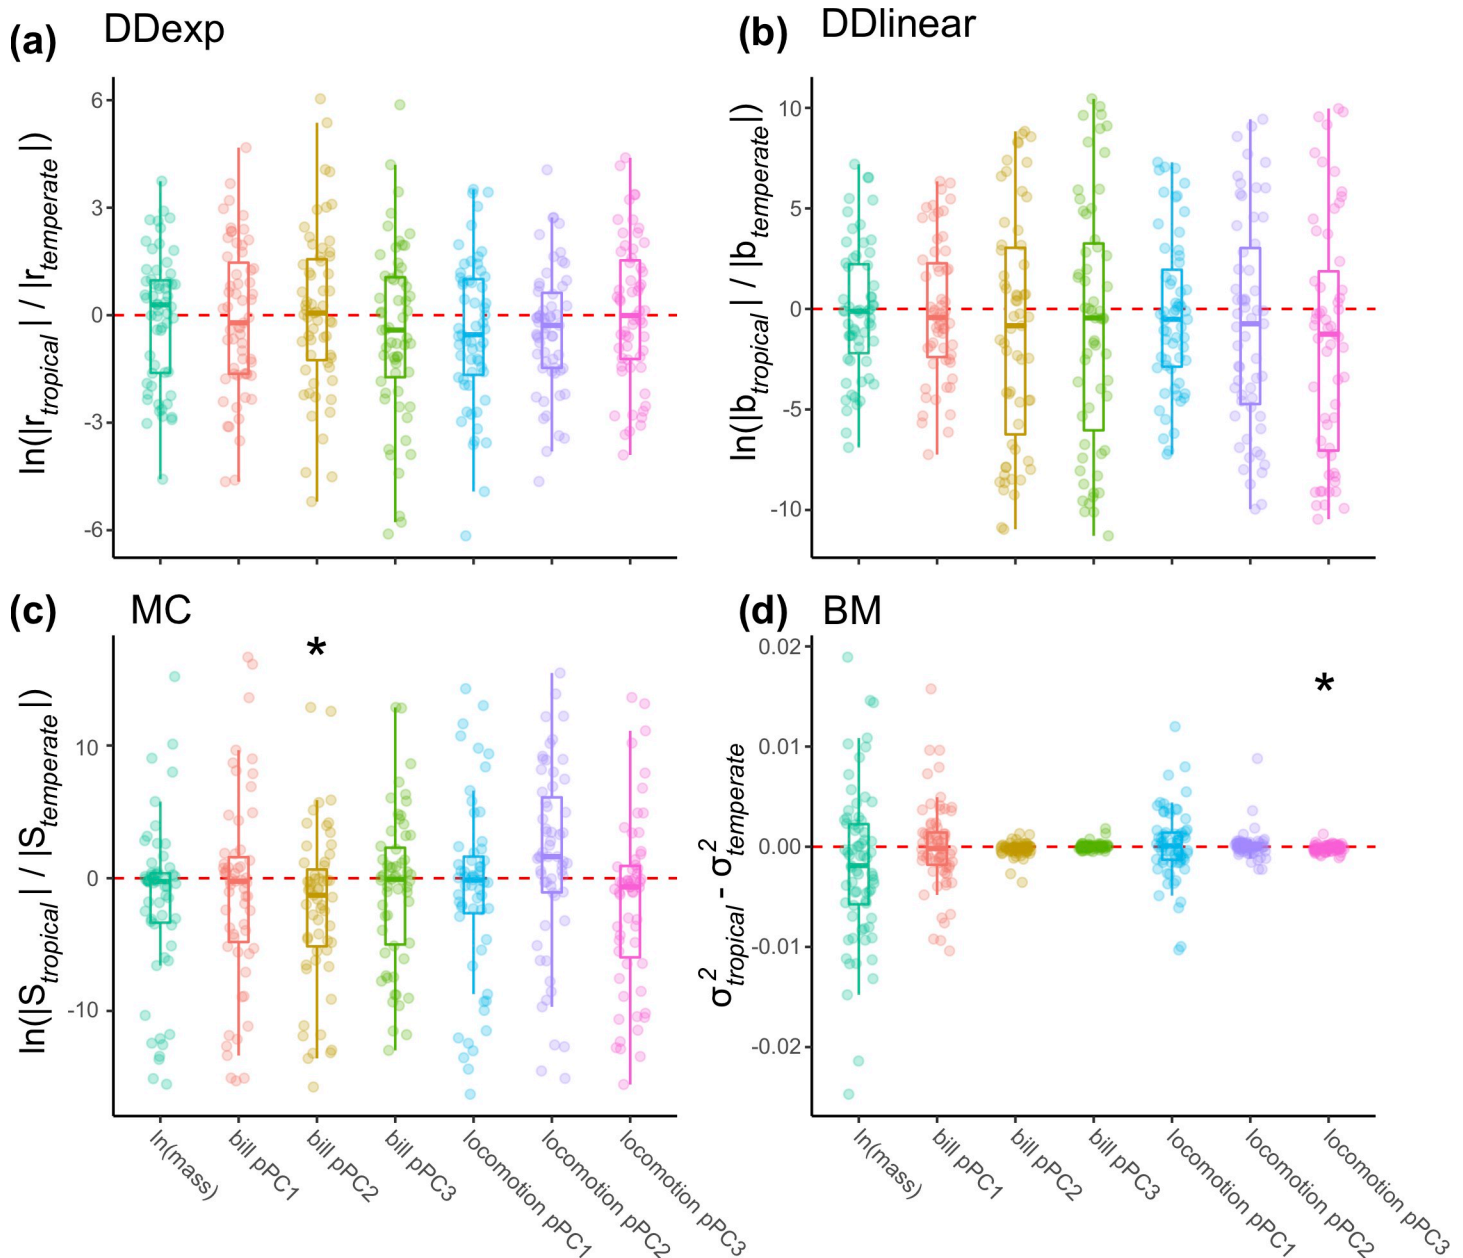 (a) DDexp
ln(|r_tropical| / |r_temperate|)
6
3
0
-3
-6
(b) DDlinear
ln(|b_tropical| / |b_temperate|)
10
5
0
-5
-10
(c) MC
*
ln(|S_tropical| / |S_temperate|)
10
0
-10
ln(mass)
bill pPC1
bill pPC2
bill pPC3
locomotion pPC1
locomotion pPC2
locomotion pPC3
(d) BM
*
σ²_tropical - σ²_temperate
0.02
0.01
0.00
-0.01
-0.02
ln(mass)
bill pPC1
bill pPC2
bill pPC3
locomotion pPC1
locomotion pPC2
locomotion pPC3